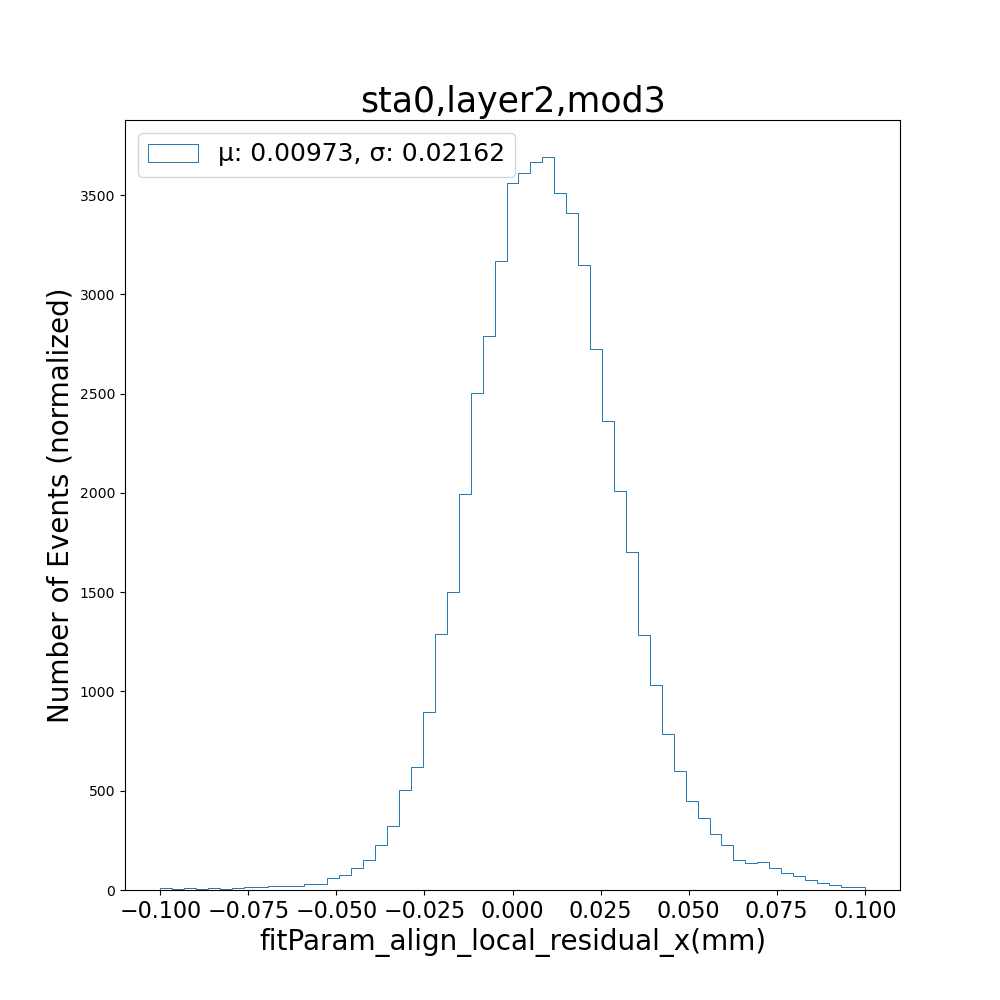 sta0,layer2,mod3
μ: 0.00973, σ: 0.02162
Number of Events (normalized)
3500
3000
2500
2000
1500
1000
500
0
−0.100 −0.075 −0.050 −0.025 0.000 0.025 0.050 0.075 0.100
fitParam_align_local_residual_x(mm)